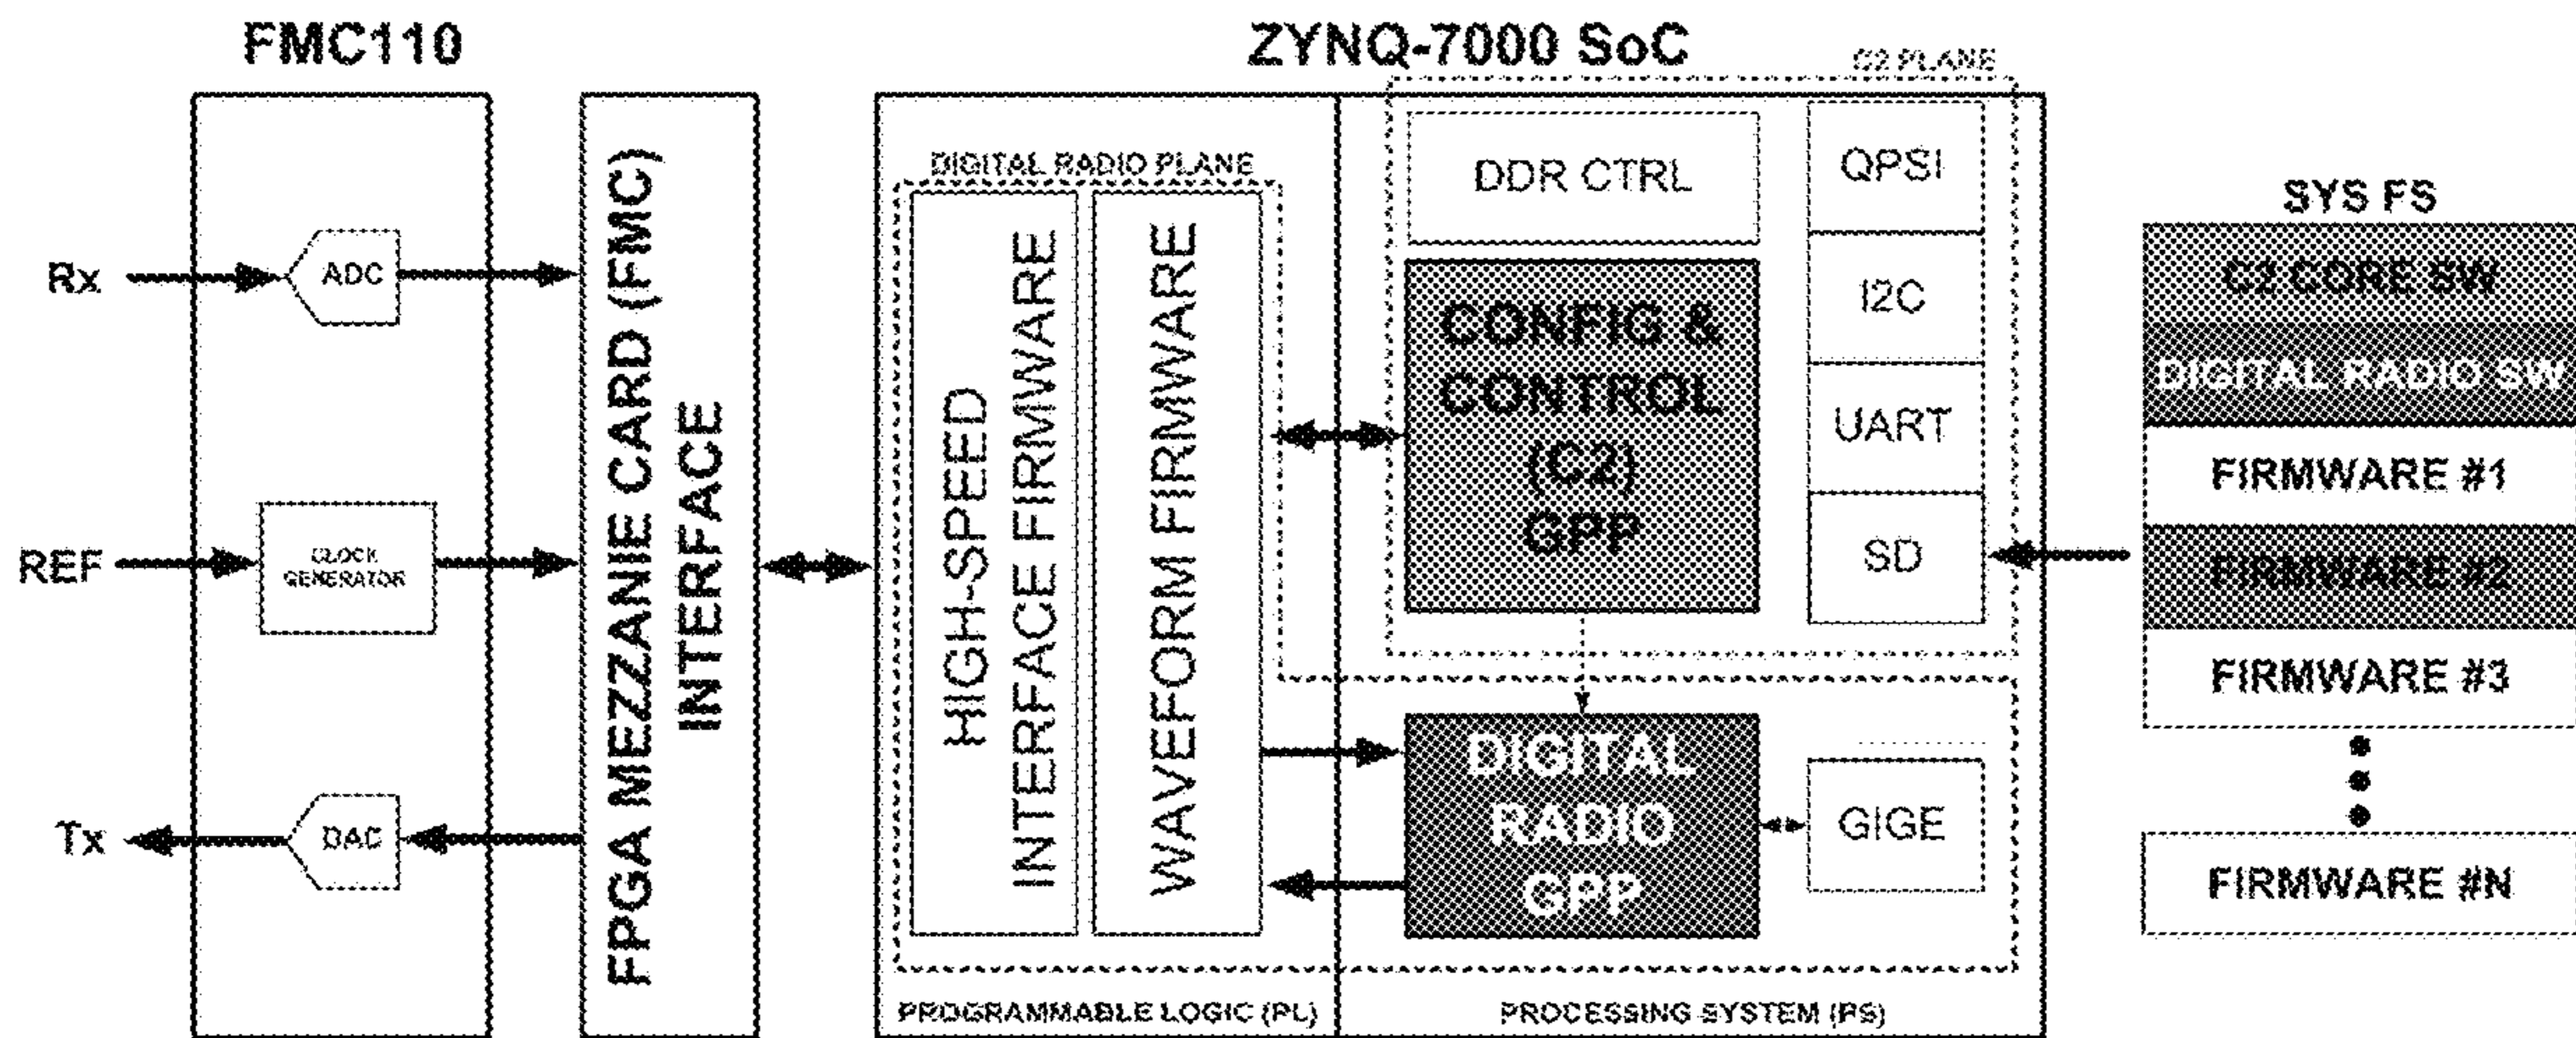 FMC110
ZYNQ-7000 SoC
C2 PLANE
Rx
ADC
REF
CLOCK
GENERATOR
Tx
DAC
FPGA MEZZANIE CARD (FMC)
INTERFACE
DIGITAL RADIO PLANE
HIGH-SPEED
INTERFACE FIRMWARE
WAVEFORM FIRMWARE
PROGRAMMABLE LOGIC (PL)
DDR CTRL
CONFIG &
CONTROL
(C2)
GPP
QPSI
I2C
UART
SD
DIGITAL
RADIO
GPP
GIGE
PROCESSING SYSTEM (PS)
SYS FS
C2 CORE SW
DIGITAL RADIO SW
FIRMWARE #1
FIRMWARE #2
FIRMWARE #3
FIRMWARE #N